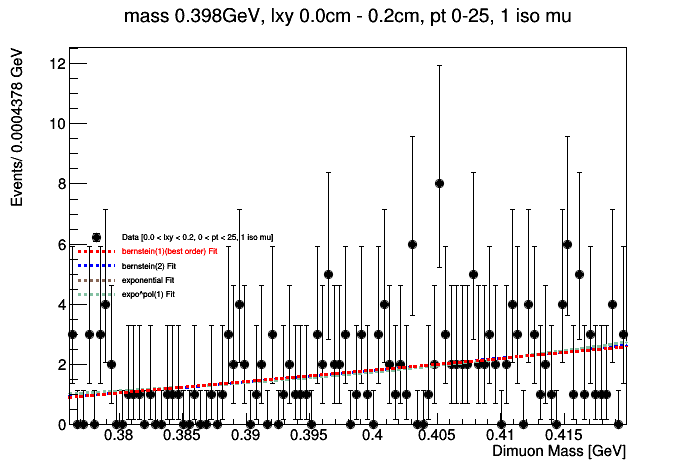 mass 0.398GeV, lxy 0.0cm - 0.2cm, pt 0-25, 1 iso mu
Events/ 0.0004378 GeV
12
10
8
6
4
2
0
Data [0.0 < lxy < 0.2, 0 < pt < 25, 1 iso mu]
bernstein(1)(best order) Fit
bernstein(2) Fit
exponential Fit
expo*pol(1) Fit
0.38 0.385 0.39 0.395 0.4 0.405 0.41 0.415
Dimuon Mass [GeV]